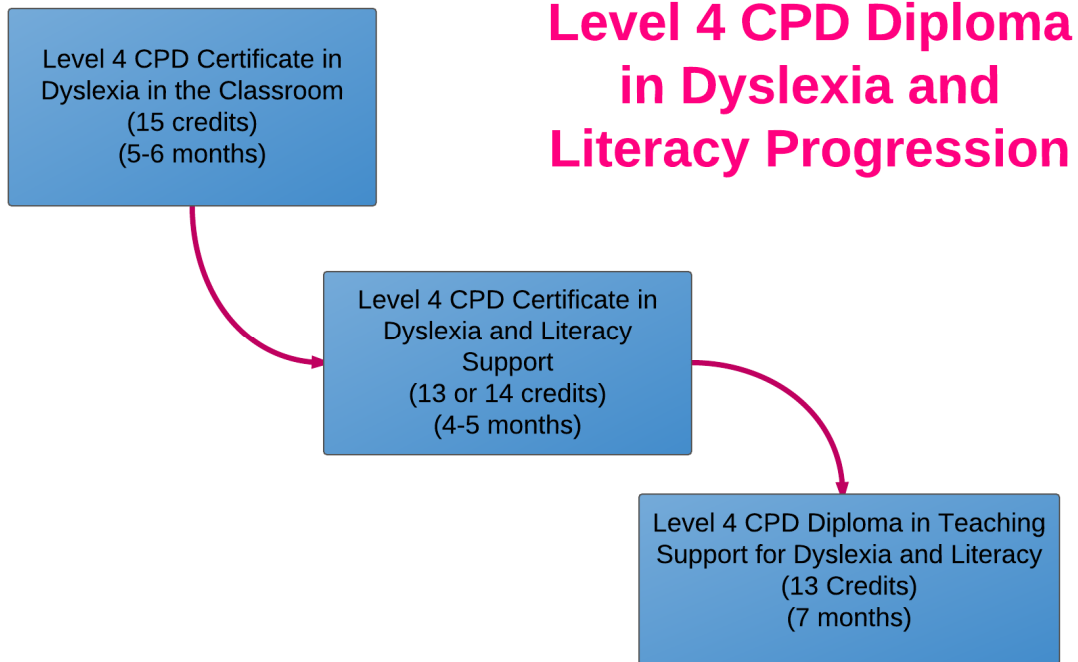 Level 4 CPD Diploma
in Dyslexia and
Literacy Progression
Level 4 CPD Certificate in
Dyslexia in the Classroom
(15 credits)
(5-6 months)
Level 4 CPD Certificate in
Dyslexia and Literacy
Support
(13 or 14 credits)
(4-5 months)
Level 4 CPD Diploma in Teaching
Support for Dyslexia and Literacy
(13 Credits)
(7 months)